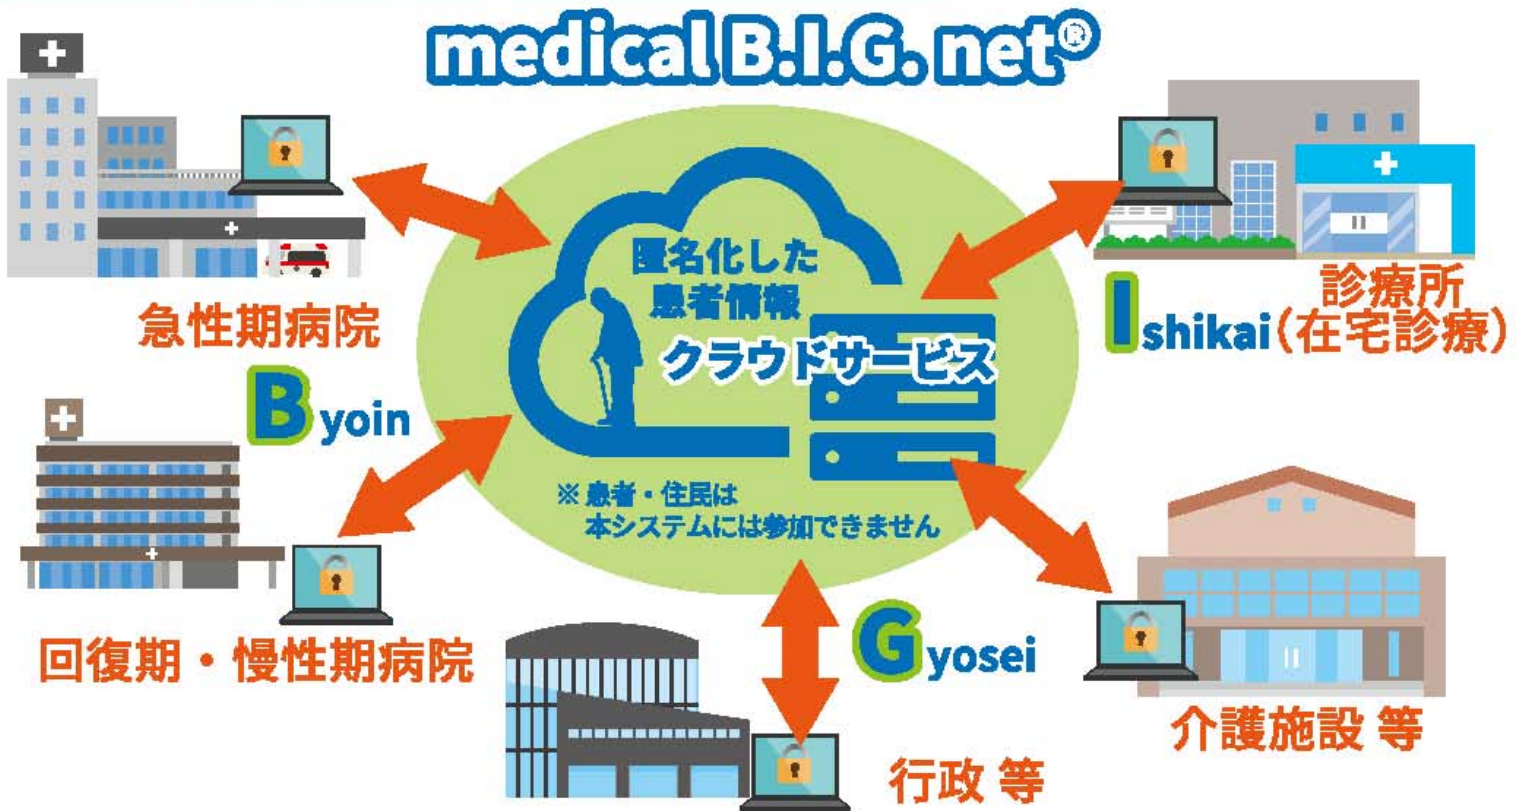 medical B.I.G. net®
匿名化した
患者情報
クラウドサービス
※ 患者・住民は
本システムには参加できません
急性期病院
Byoin
回復期・慢性期病院
診療所
Ishikai（在宅診療）
介護施設 等
Gyosei
行政 等